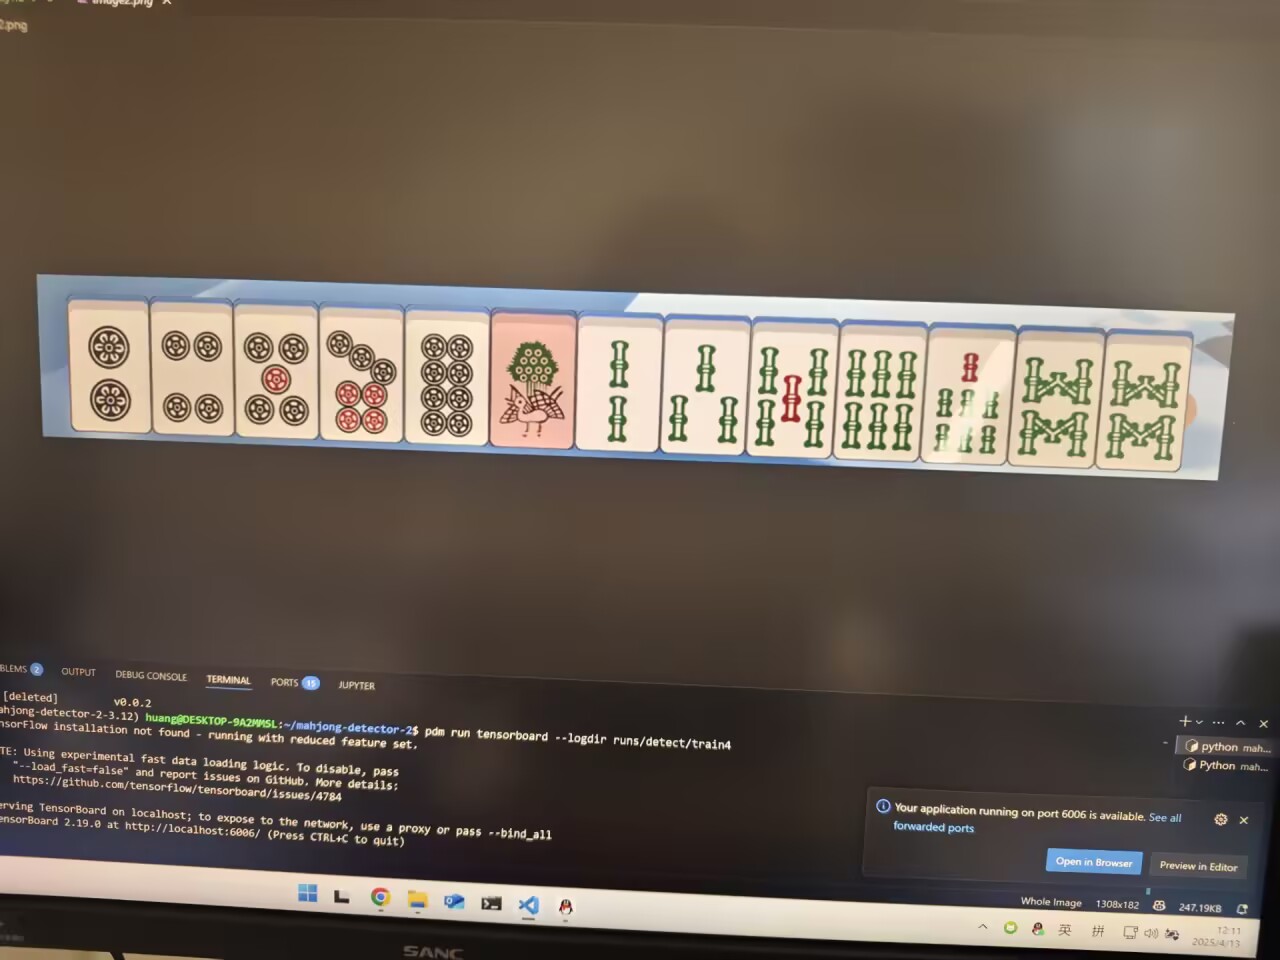 image2.png
2.png
BLEMS 2 OUTPUT DEBUG CONSOLE TERMINAL PORTS 15 JUPYTER
[deleted] v0.0.2
ahjong-detector-2-3.12) huang@DESKTOP-9A2MMSL:~/mahjong-detector-2$ pdm run tensorboard --logdir runs/detect/train4
nsorFlow installation not found - running with reduced feature set.
TE: Using experimental fast data loading logic. To disable, pass
"--load_fast=false" and report issues on GitHub. More details:
https://github.com/tensorflow/tensorboard/issues/4784
erving TensorBoard on localhost; to expose to the network, use a proxy or pass --bind_all
ensorBoard 2.19.0 at http://localhost:6006/ (Press CTRL+C to quit)
python mah...
Python mah...
Your application running on port 6006 is available. See all
forwarded ports
Open in Browser Preview in Editor
Whole Image 1308x182 247.19KB
英 拼 12:11
2025/4/13
SANC